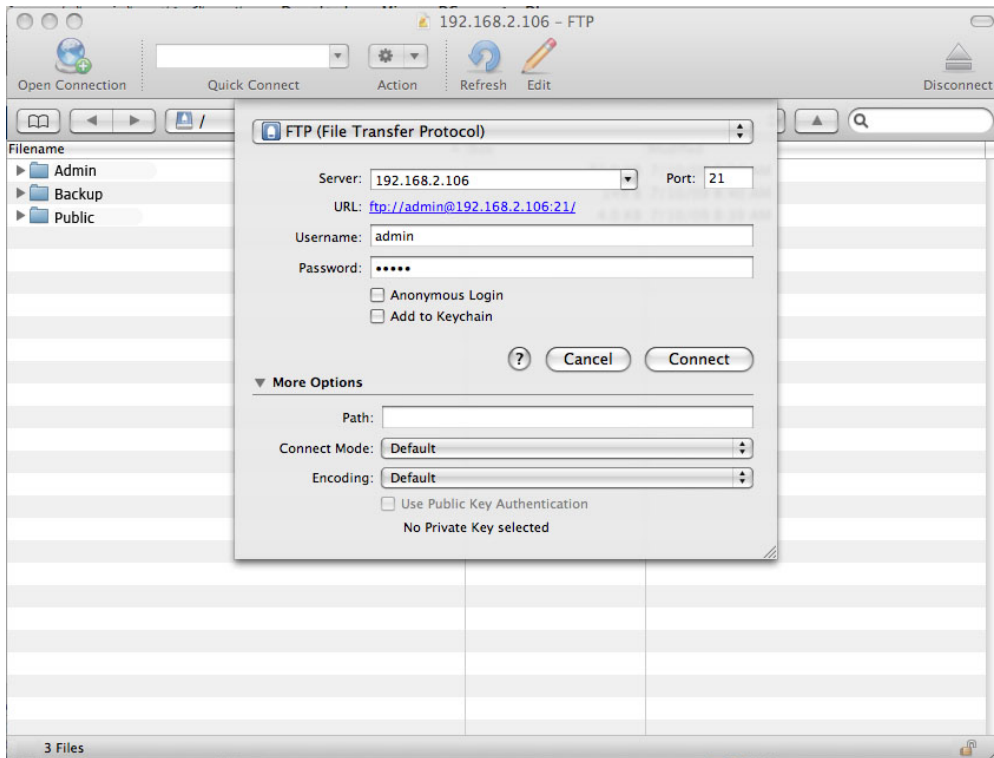 192.168.2.106 – FTP
Open Connection
Quick Connect
Action
Refresh
Edit
Disconnect
/
Filename
Admin
Backup
Public
FTP (File Transfer Protocol)
Server: 192.168.2.106 Port: 21
URL: ftp://admin@192.168.2.106:21/
Username: admin
Password: •••••
Anonymous Login
Add to Keychain
? Cancel Connect
More Options
Path:
Connect Mode: Default
Encoding: Default
Use Public Key Authentication
No Private Key selected
3 Files